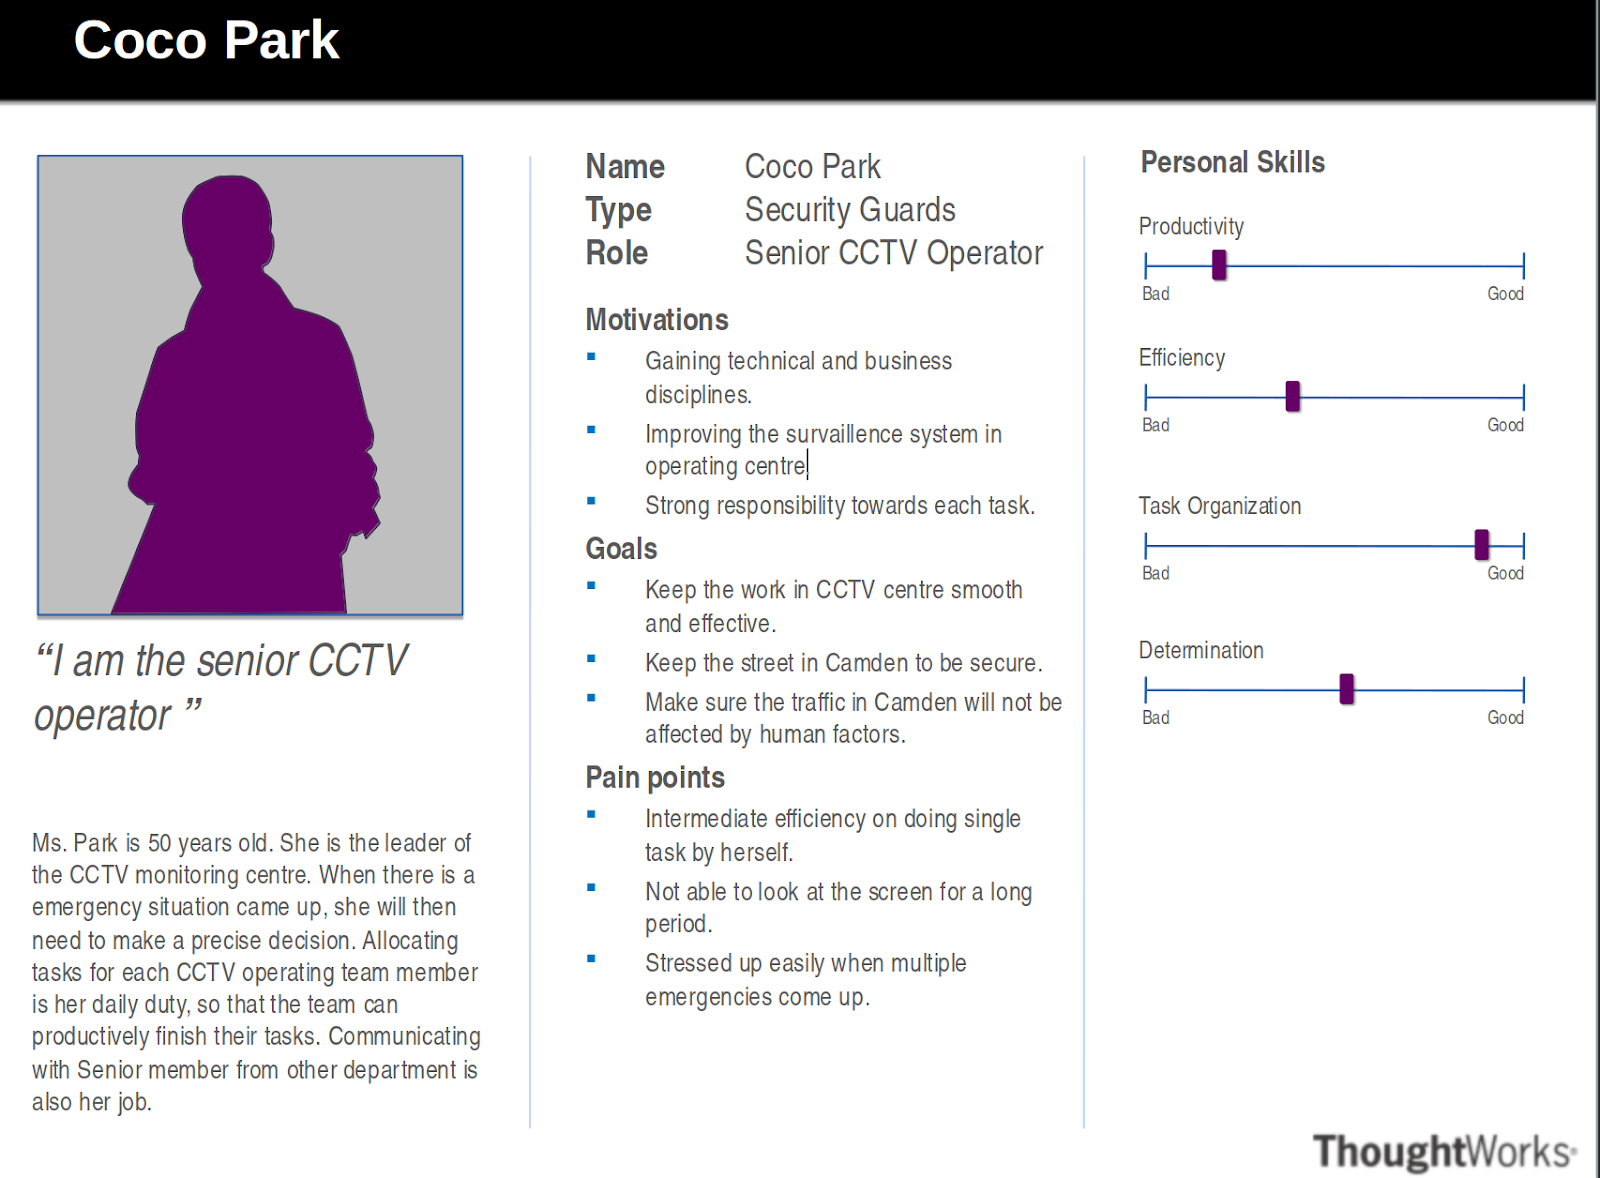 Coco Park
“I am the senior CCTV
operator ”
Ms. Park is 50 years old. She is the leader of
the CCTV monitoring centre. When there is a
emergency situation came up, she will then
need to make a precise decision. Allocating
tasks for each CCTV operating team member
is her daily duty, so that the team can
productively finish their tasks. Communicating
with Senior member from other department is
also her job.
Name Coco Park
Type Security Guards
Role Senior CCTV Operator
Motivations
▪ Gaining technical and business
disciplines.
▪ Improving the survaillence system in
operating centre
▪ Strong responsibility towards each task.
Goals
▪ Keep the work in CCTV centre smooth
and effective.
▪ Keep the street in Camden to be secure.
▪ Make sure the traffic in Camden will not be
affected by human factors.
Pain points
▪ Intermediate efficiency on doing single
task by herself.
▪ Not able to look at the screen for a long
period.
▪ Stressed up easily when multiple
emergencies come up.
Personal Skills
Productivity
Bad Good
Efficiency
Bad Good
Task Organization
Bad Good
Determination
Bad Good
ThoughtWorks®